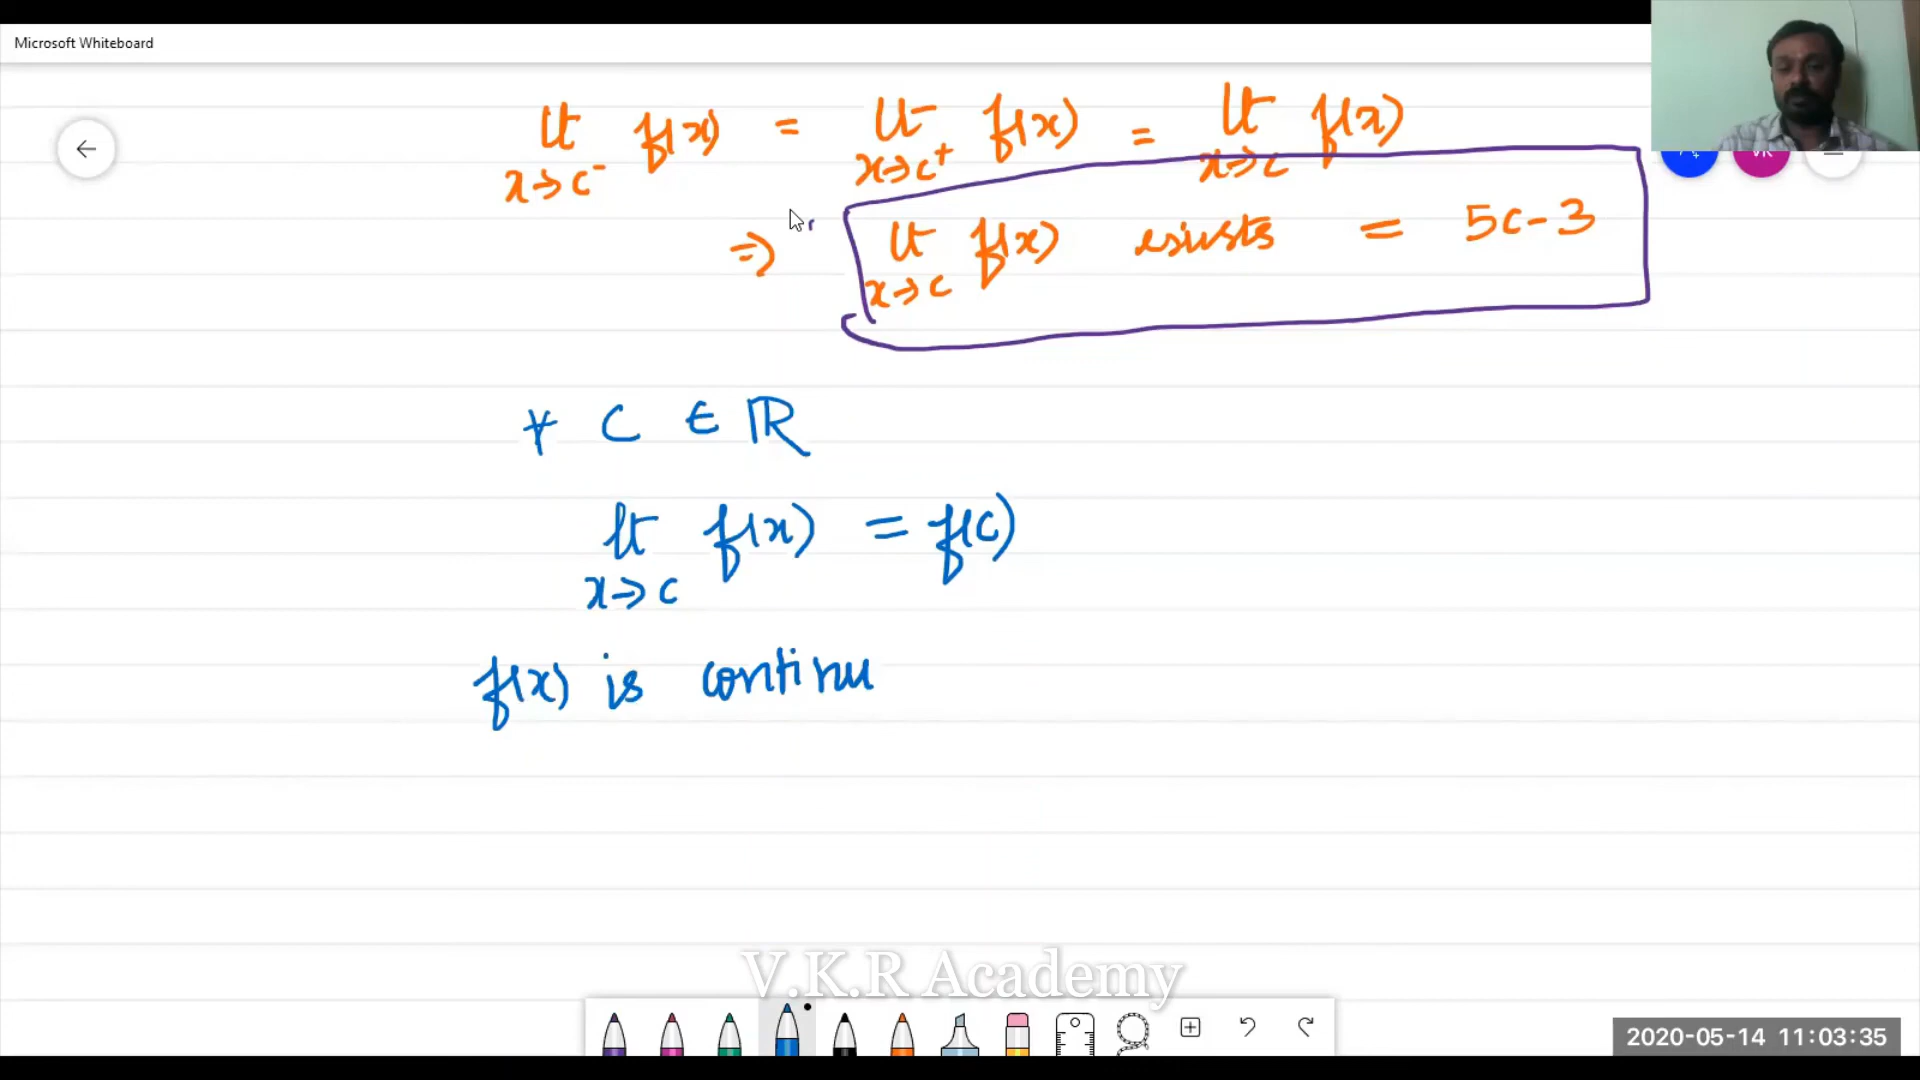 Microsoft Whiteboard
lt x→c⁻ f(x) = lt x→c⁺ f(x) = lt x→c f(x)
⇒ lt x→c f(x) exists = 5c-3
∀ C ∈ ℝ
lt x→c f(x) = f(c)
f(x) is continu
V.K.R Academy
2020-05-14 11:03:35